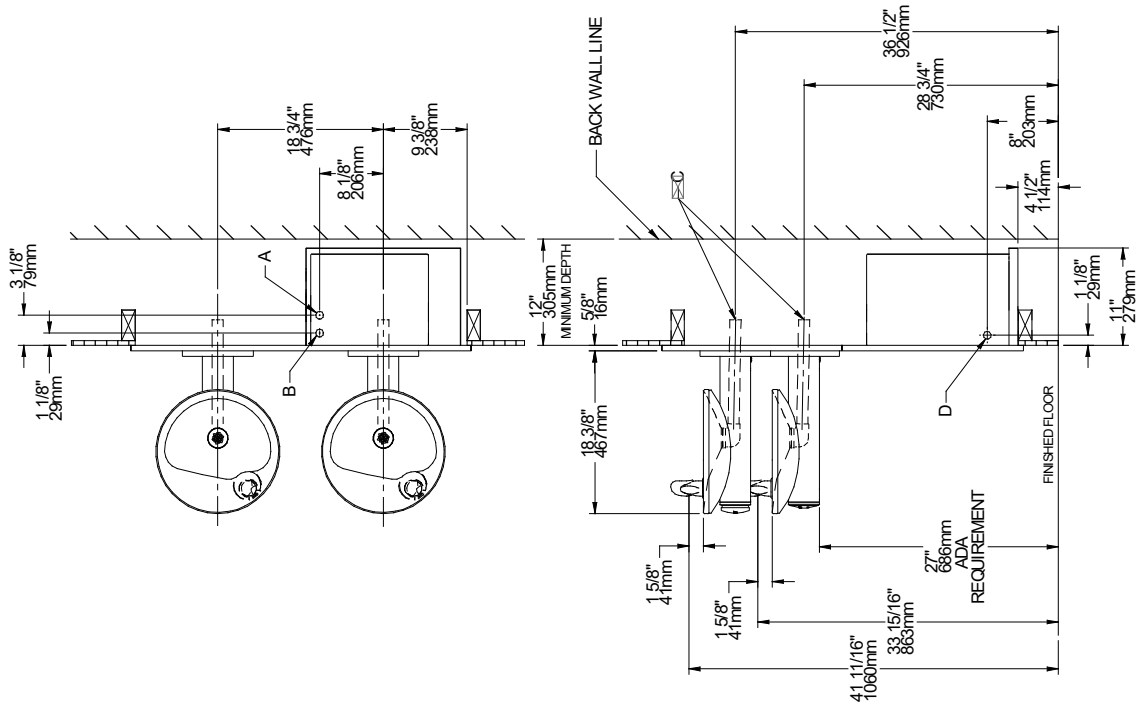 3 1/8"
79mm
1 1/8"
29mm
A
B
18 3/4"
476mm
8 1/8"
206mm
9 3/8"
238mm
12"
305mm
MINIMUM DEPTH
5/8"
16mm
18 3/8"
467mm
BACK WALL LINE
C
36 1/2"
926mm
28 3/4"
730mm
8"
203mm
4 1/2"
114mm
1 1/8"
29mm
11"
279mm
D
FINISHED FLOOR
1 5/8"
41mm
1 5/8"
41mm
27"
686mm
ADA
REQUIREMENT
33 15/16"
863mm
41 11/16"
1060mm